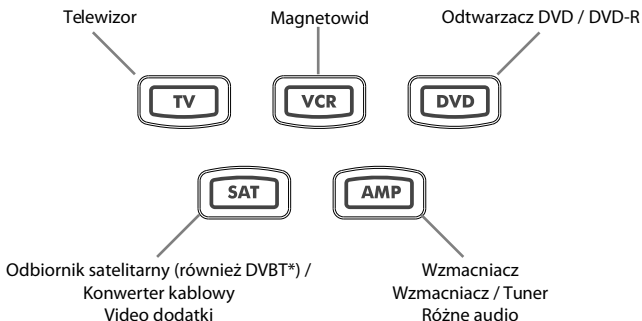 Telewizor
Magnetowid
Odtwarzacz DVD / DVD-R
TV
VCR
DVD
SAT
AMP
Odbiornik satelitarny (również DVBT*) /
Konwerter kablowy
Video dodatki
Wzmacniacz
Wzmacniacz / Tuner
Różne audio